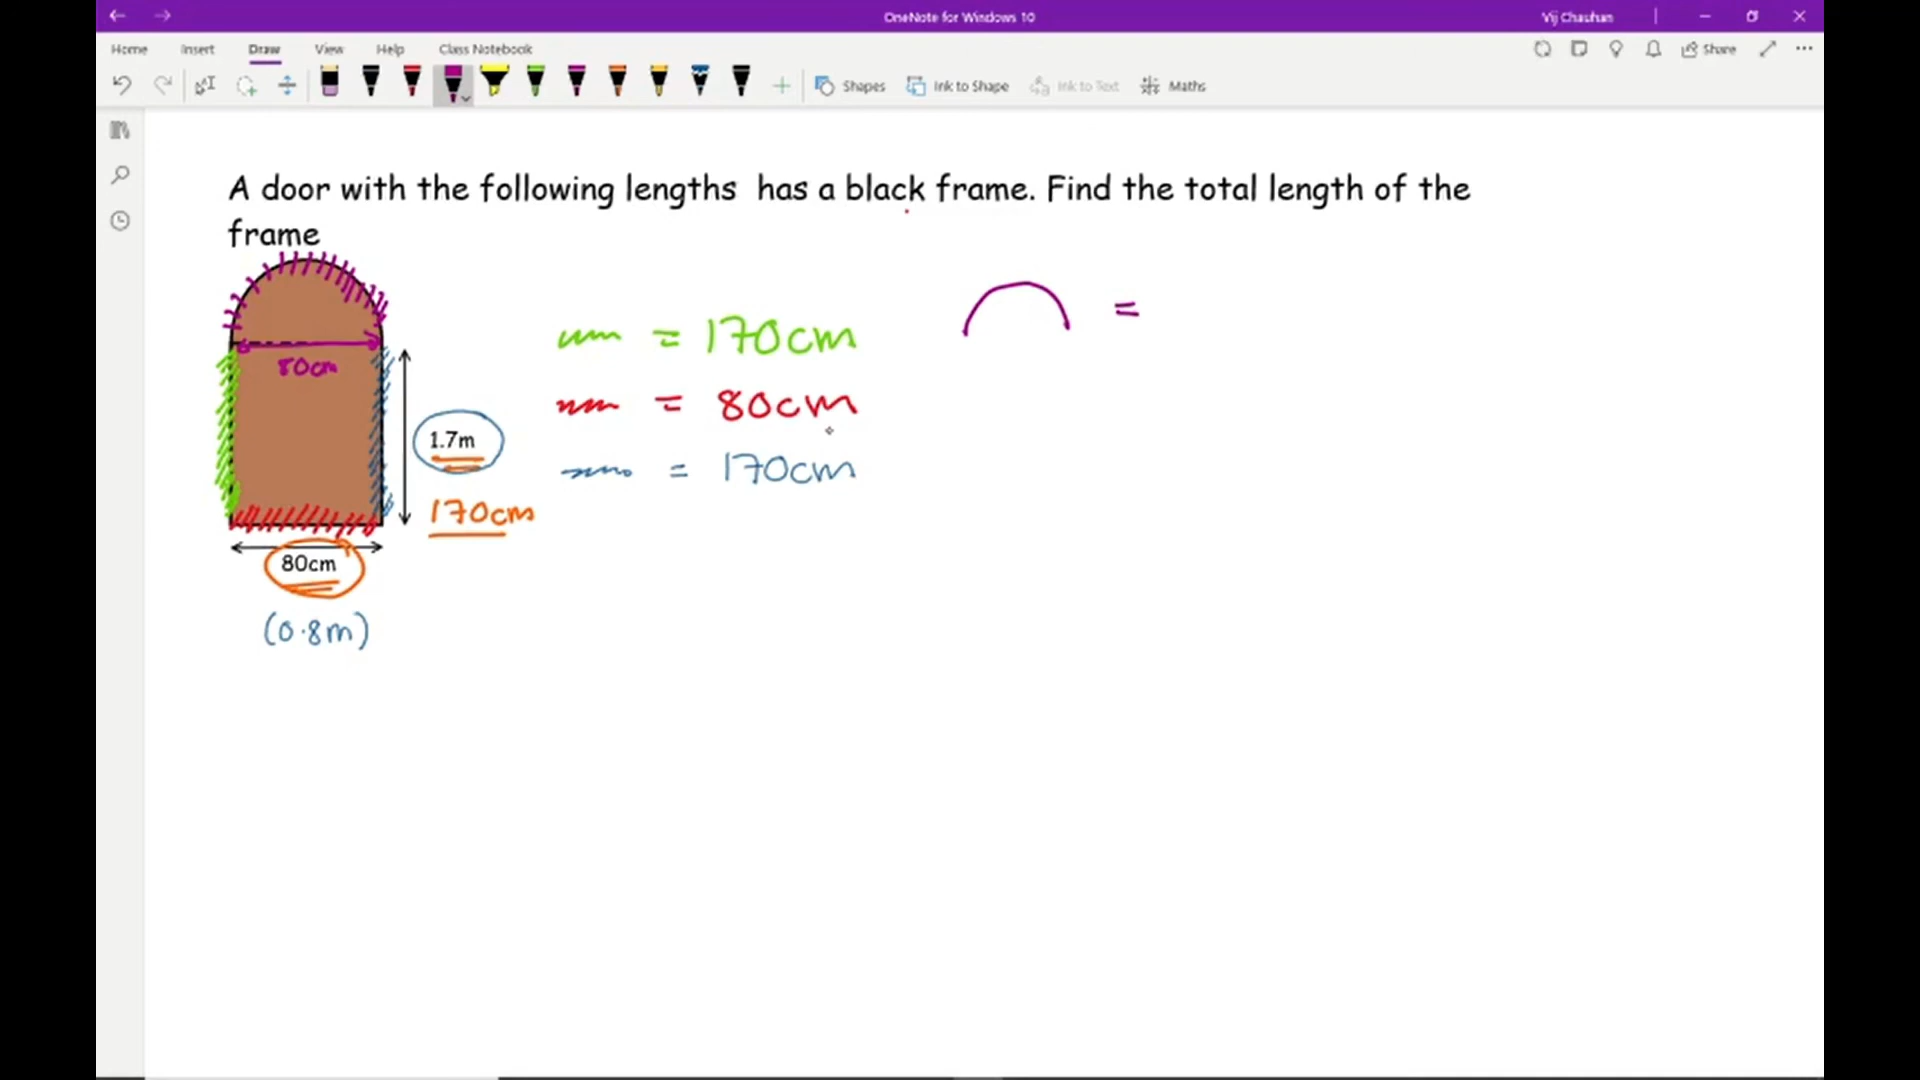 OneNote for Windows 10
Vij Chauhan
Home Insert Draw View Help Class Notebook
Share
Shapes Ink to Shape Ink to Text Maths
A door with the following lengths has a black frame. Find the total length of the
frame
80cm
1.7m
170cm
80cm
(0.8m)
= 170cm
= 80cm
= 170cm
=